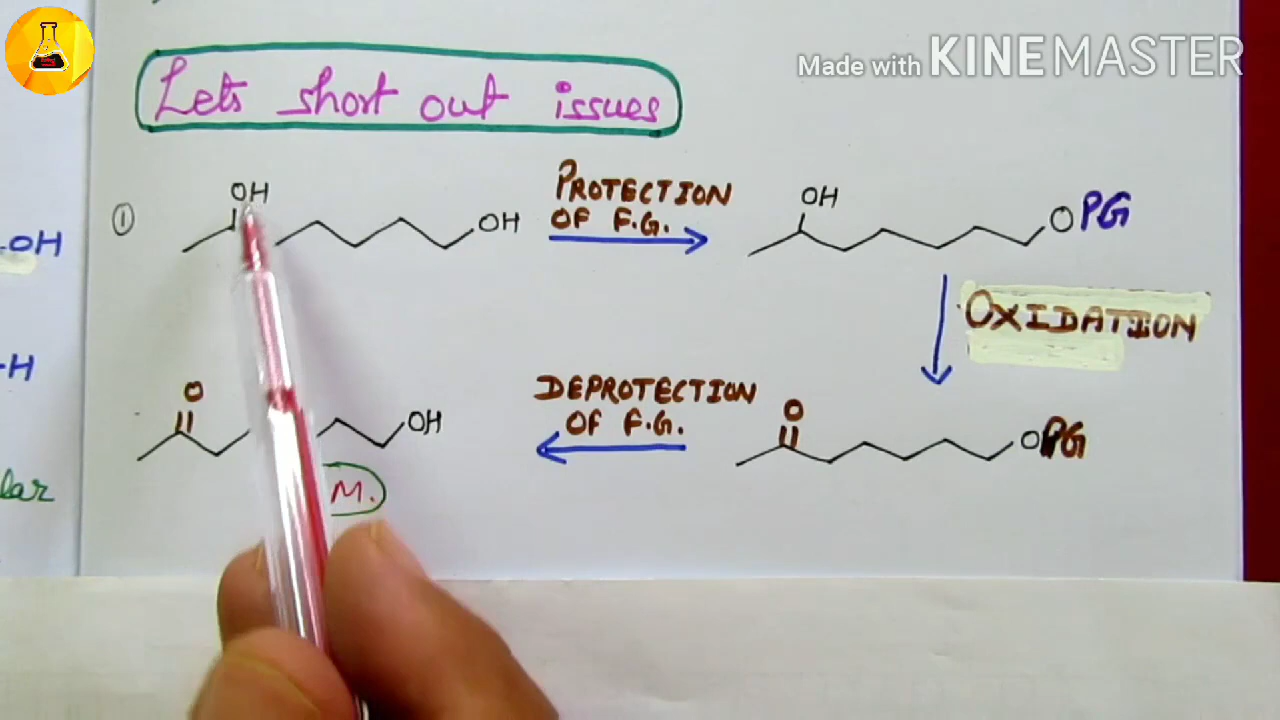 Made with KINEMASTER
Lets short out issues
① OH OH
PROTECTION
OF F.G.
OH OPG
OH
OXIDATION
H
O OH
DEPROTECTION
OF F.G.
O OPG
M.
lar